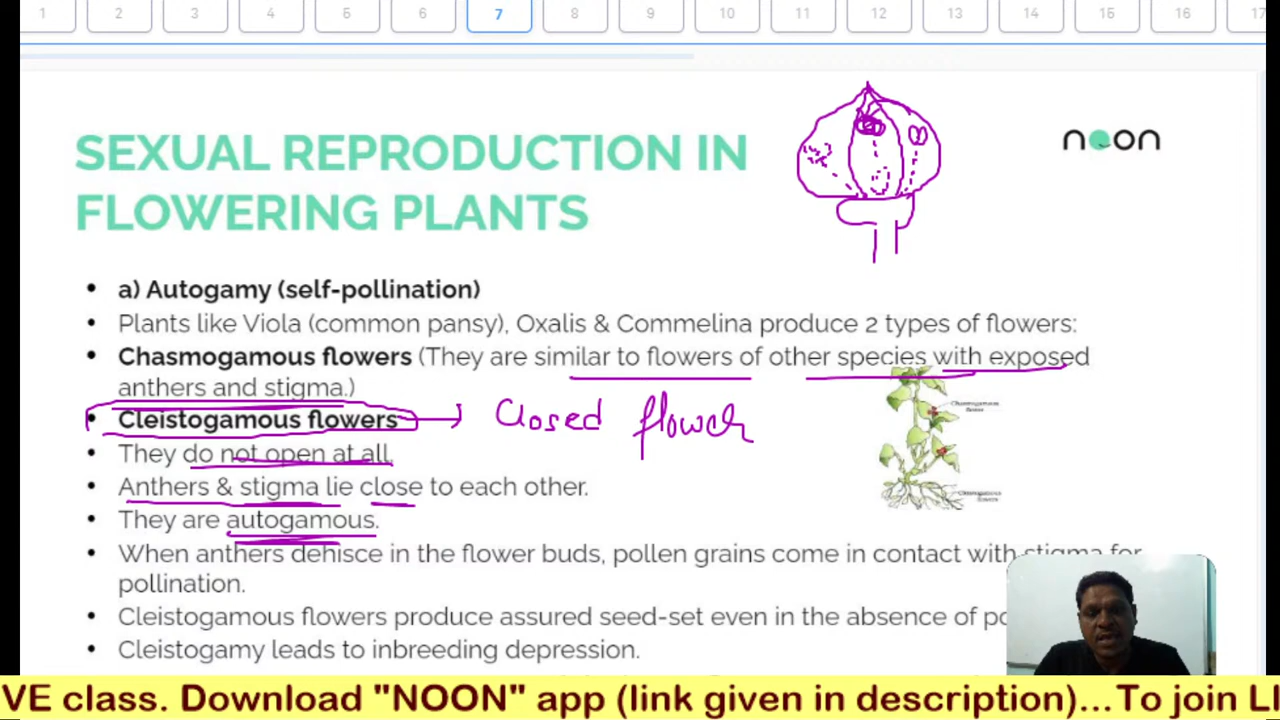 1 2 3 4 5 6 7 8 9 10 11 12 13 14 15 16 17
SEXUAL REPRODUCTION IN
noon
FLOWERING PLANTS
• a) Autogamy (self-pollination)
• Plants like Viola (common pansy), Oxalis & Commelina produce 2 types of flowers:
• Chasmogamous flowers (They are similar to flowers of other species with exposed
anthers and stigma.)
• Cleistogamous flowers → Closed flower
Chasmogamous
• They do not open at all.
• Anthers & stigma lie close to each other.
Cleistogamous
flowers
• They are autogamous.
• When anthers dehisce in the flower buds, pollen grains come in contact with stigma for
pollination.
• Cleistogamous flowers produce assured seed-set even in the absence of
• Cleistogamy leads to inbreeding depression.
VE class. Download "NOON" app (link given in description)...To join LI